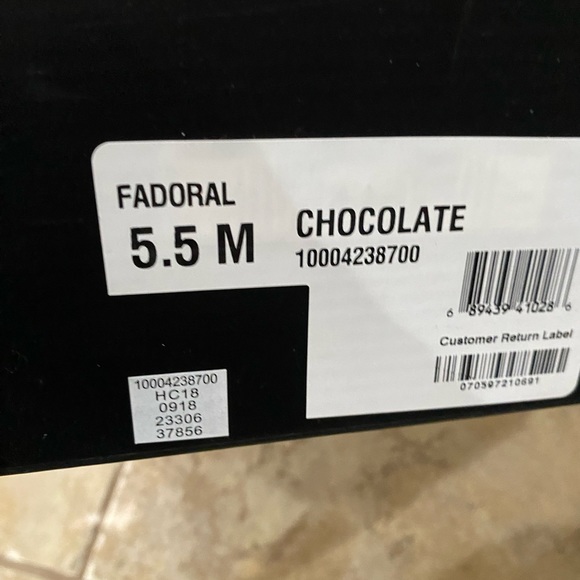 FADORAL
5.5 M
CHOCOLATE
10004238700
6 89439 41028 6
Customer Return Label
070597210691
10004238700
HC18
0918
23306
37856